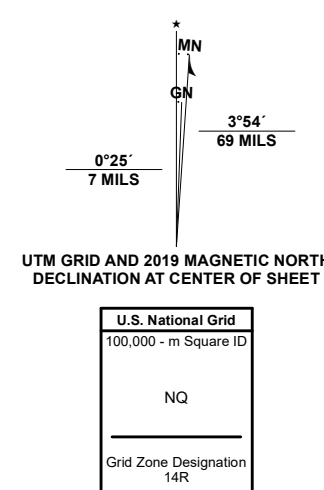 ★
MN
GN
3°54´
69 MILS
0°25´
7 MILS
UTM GRID AND 2019 MAGNETIC NORTH
DECLINATION AT CENTER OF SHEET
U.S. National Grid
100,000 - m Square ID
NQ
Grid Zone Designation
14R